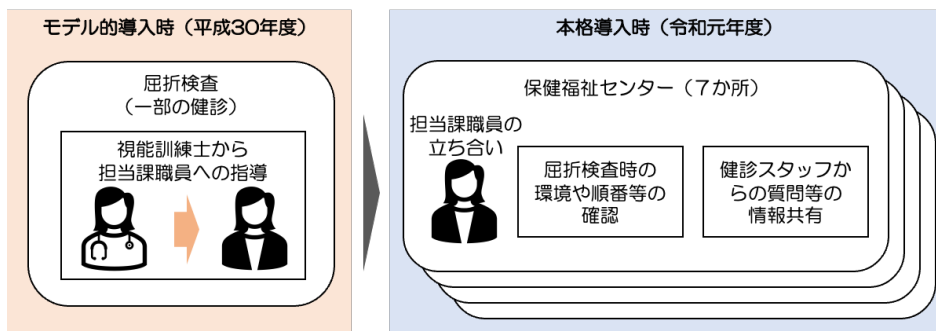 モデル的導入時（平成30年度）
屈折検査
（一部の健診）
視能訓練士から
担当課職員への指導
本格導入時（令和元年度）
保健福祉センター（7か所）
担当課職員の
立ち合い
屈折検査時の
環境や順番等の
確認
健診スタッフか
らの質問等の
情報共有